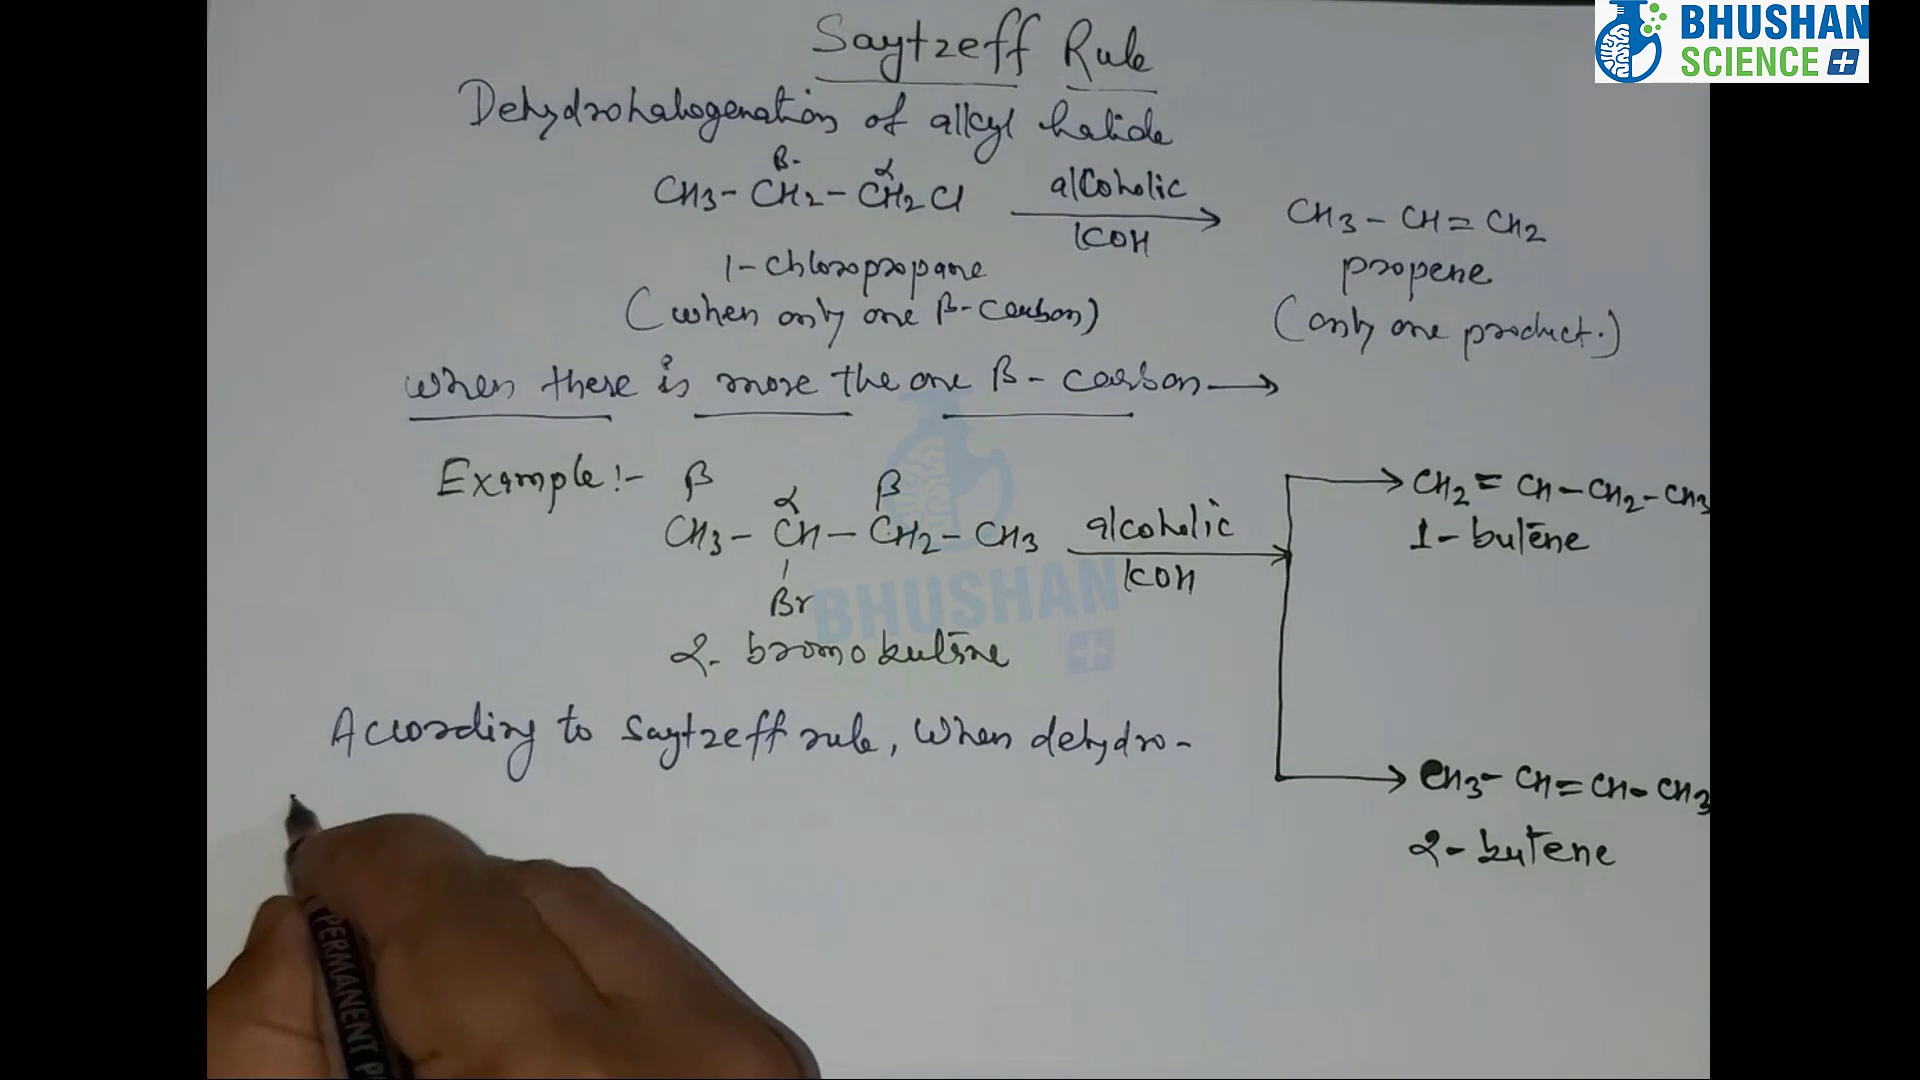 BHUSHAN
SCIENCE +
Saytzeff Rule
Dehydrohalogenation of alkyl halide
β- α
CH3- CH2 - CH2Cl alcoholic KOH CH3 - CH = CH2
1- chloropropane propene
(when only one β-carbon) (only one product.)
when there is more the one β- carbon
Example:- β α β
CH3- CH - CH2- CH3 alcoholic KOH CH2 = CH - CH2 - CH3
Br 1- butene
2- bromobutene
According to Saytzeff rule, When dehydro-
CH3- CH = CH- CH3
2- butene
BHUSHAN
SCIENCE +
PERMANENT